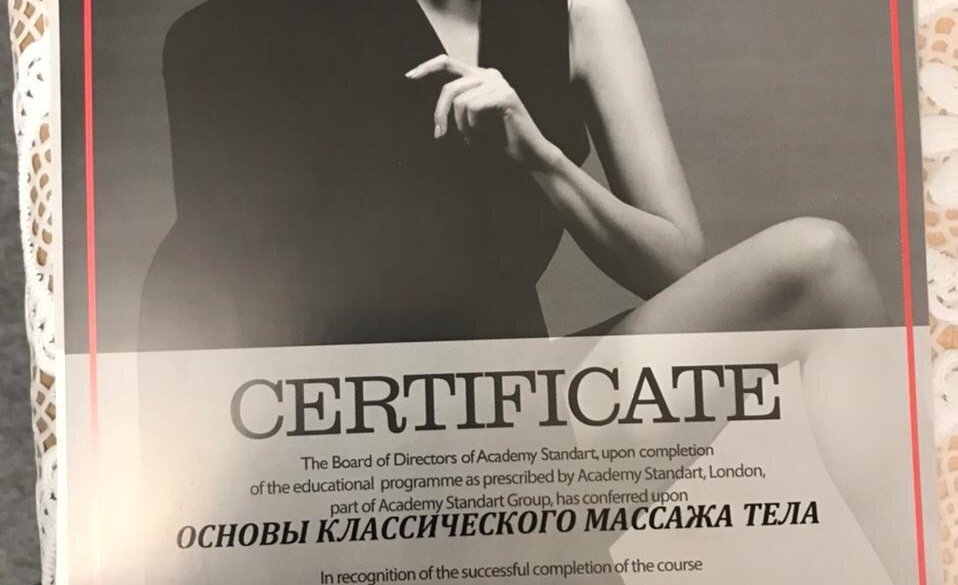 CERTIFICATE
The Board of Directors of Academy Standart, upon completion
of the educational programme as prescribed by Academy Standart, London,
part of Academy Standart Group, has conferred upon
ОСНОВЫ КЛАССИЧЕСКОГО МАССАЖА ТЕЛА
In recognition of the successful completion of the course